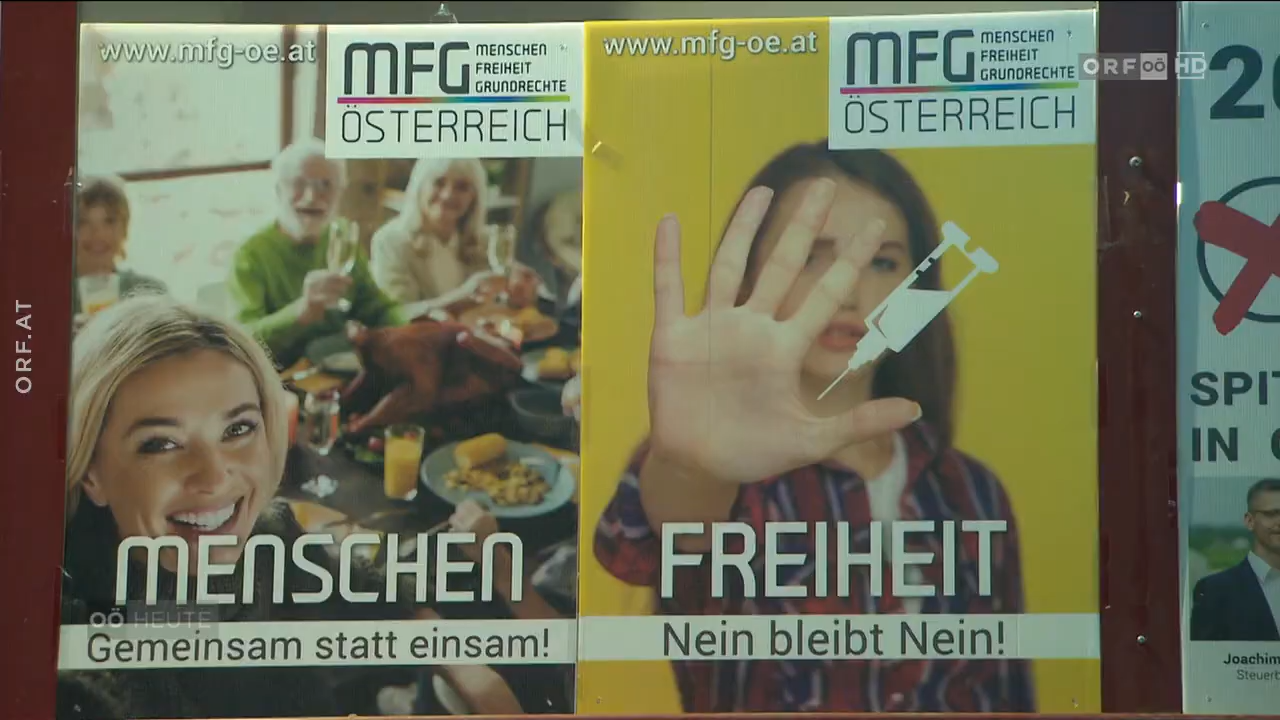 www.mfg-oe.at
MFG MENSCHEN
FREIHEIT
GRUNDRECHTE
ÖSTERREICH
MENSCHEN
Gemeinsam statt einsam!
www.mfg-oe.at
MFG MENSCHEN
FREIHEIT
GRUNDRECHTE
ÖSTERREICH
FREIHEIT
Nein bleibt Nein!
ORF OÖ HD
ORF.AT
OÖ HEUTE
IN
Joachim